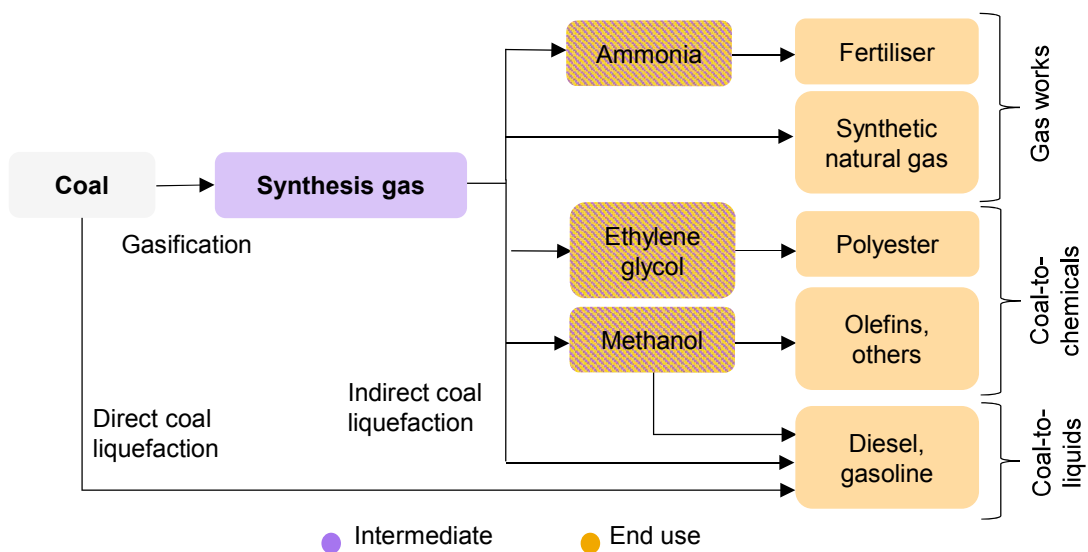 Ammonia
Fertiliser
Gas works
Synthetic
natural gas
Coal
Synthesis gas
Gasification
Ethylene
glycol
Polyester
Coal-to-
chemicals
Methanol
Olefins,
others
Direct coal
liquefaction
Indirect coal
liquefaction
Diesel,
gasoline
Coal-to-
liquids
Intermediate
End use